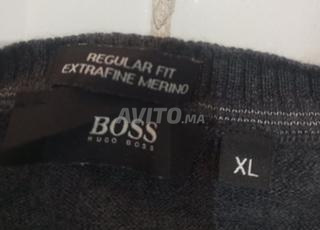 REGULAR FIT
EXTRAFINE MERINO
AVITO.MA
BOSS
HUGO BOSS
XL